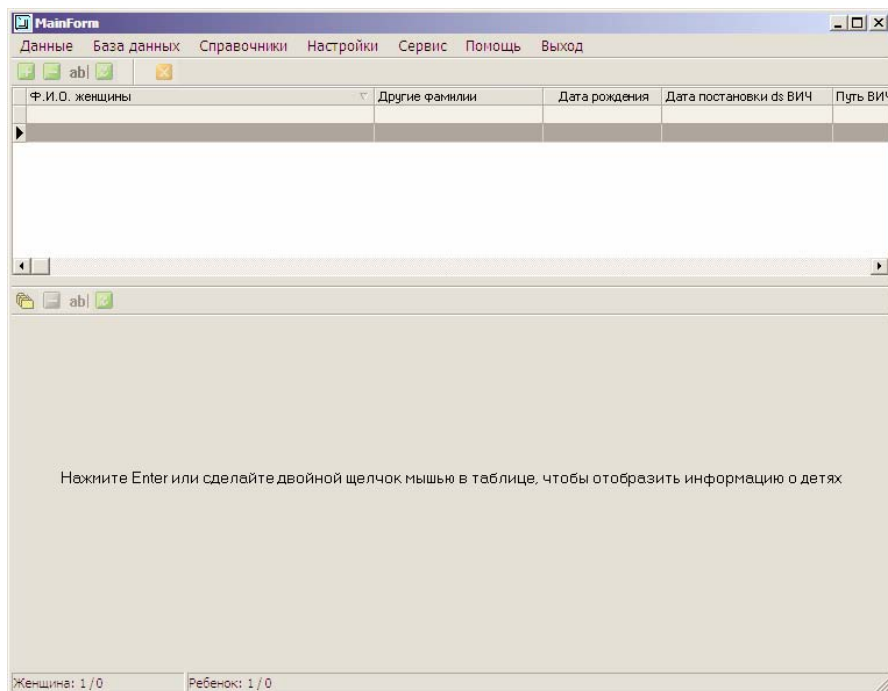 MainForm
Данные База данных Справочники Настройки Сервис Помощь Выход
ab|
Ф.И.О. женщины Другие фамилии Дата рождения Дата постановки ds ВИЧ Путь ВИЧ
ab|
Нажмите Enter или сделайте двойной щелчок мышью в таблице, чтобы отобразить информацию о детях
Женщина: 1/0 Ребенок: 1/0